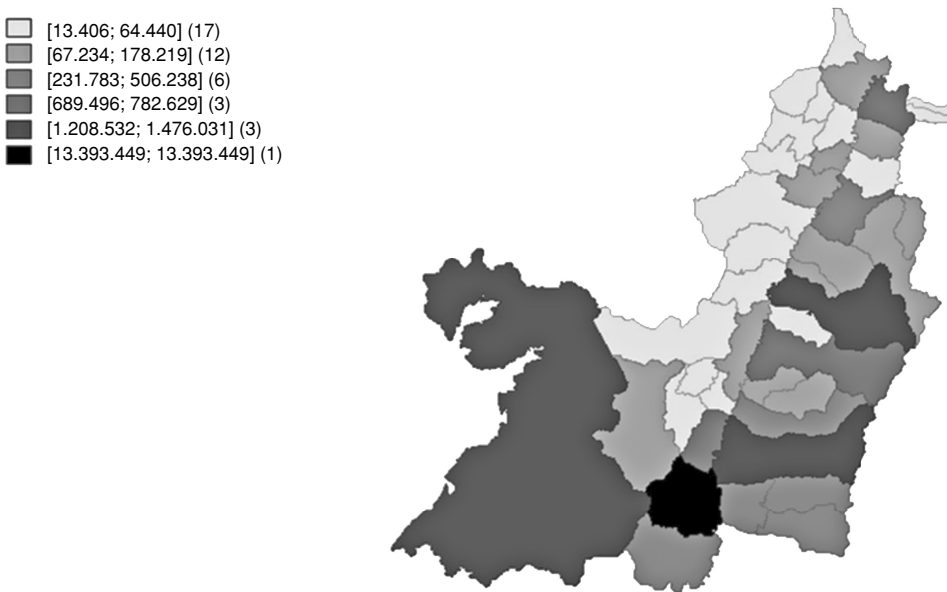 [13.406; 64.440] (17)
[67.234; 178.219] (12)
[231.783; 506.238] (6)
[689.496; 782.629] (3)
[1.208.532; 1.476.031] (3)
[13.393.449; 13.393.449] (1)